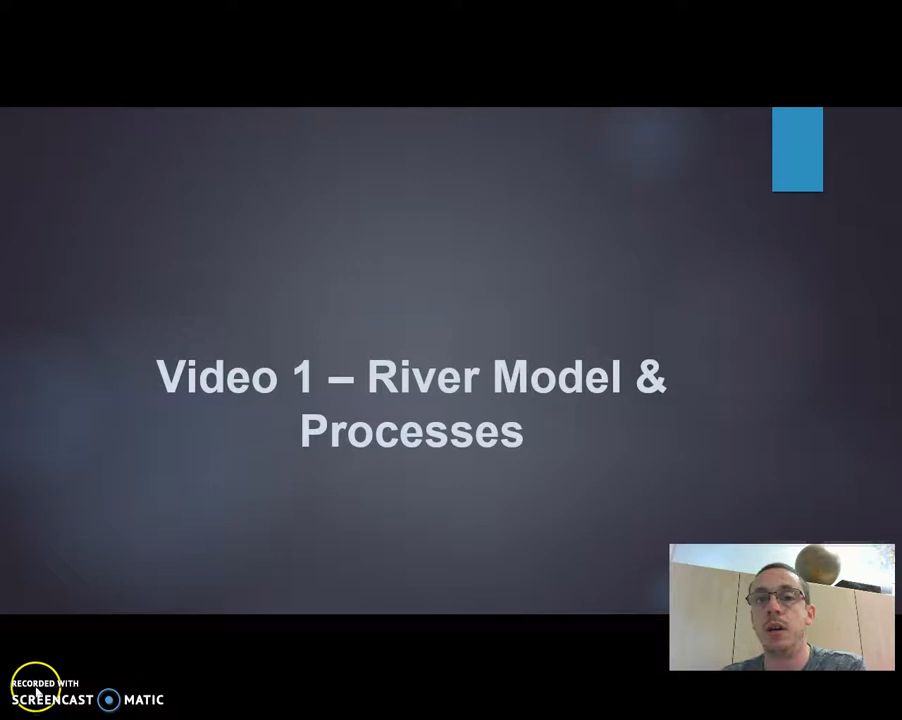 Video 1 – River Model &
Processes
RECORDED WITH
SCREENCAST MATIC